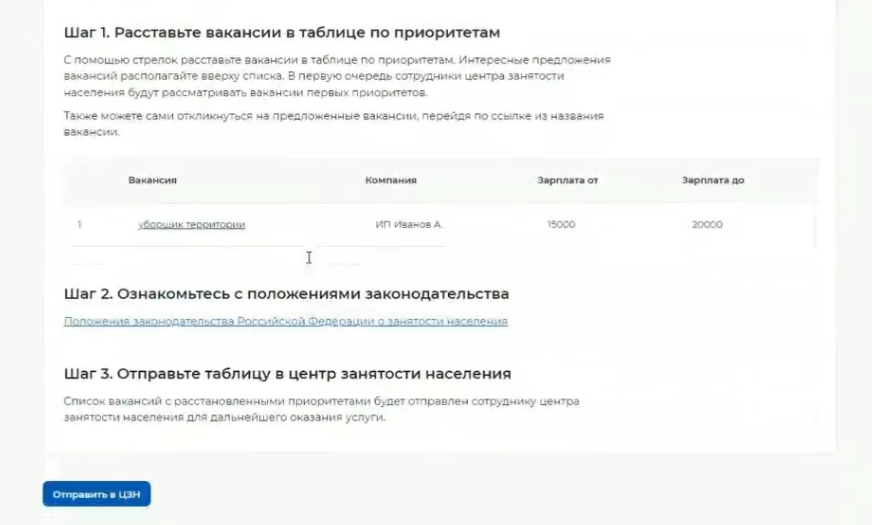 Шаг 1. Расставьте вакансии в таблице по приоритетам
С помощью стрелок расставьте вакансии в таблице по приоритетам. Интересные предложения
вакансий располагайте вверху списка. В первую очередь сотрудники центра занятости
населения будут рассматривать вакансии первых приоритетов.
Также можете сами откликнуться на предложенные вакансии, перейдя по ссылке из названия
вакансии.
Вакансия Компания Зарплата от Зарплата до
1 уборщик территории ИП Иванов А. 15000 20000
Шаг 2. Ознакомьтесь с положениями законодательства
Положения законодательства Российской Федерации о занятости населения
Шаг 3. Отправьте таблицу в центр занятости населения
Список вакансий с расставленными приоритетами будет отправлен сотруднику центра
занятости населения для дальнейшего оказания услуги.
Отправить в ЦЗН